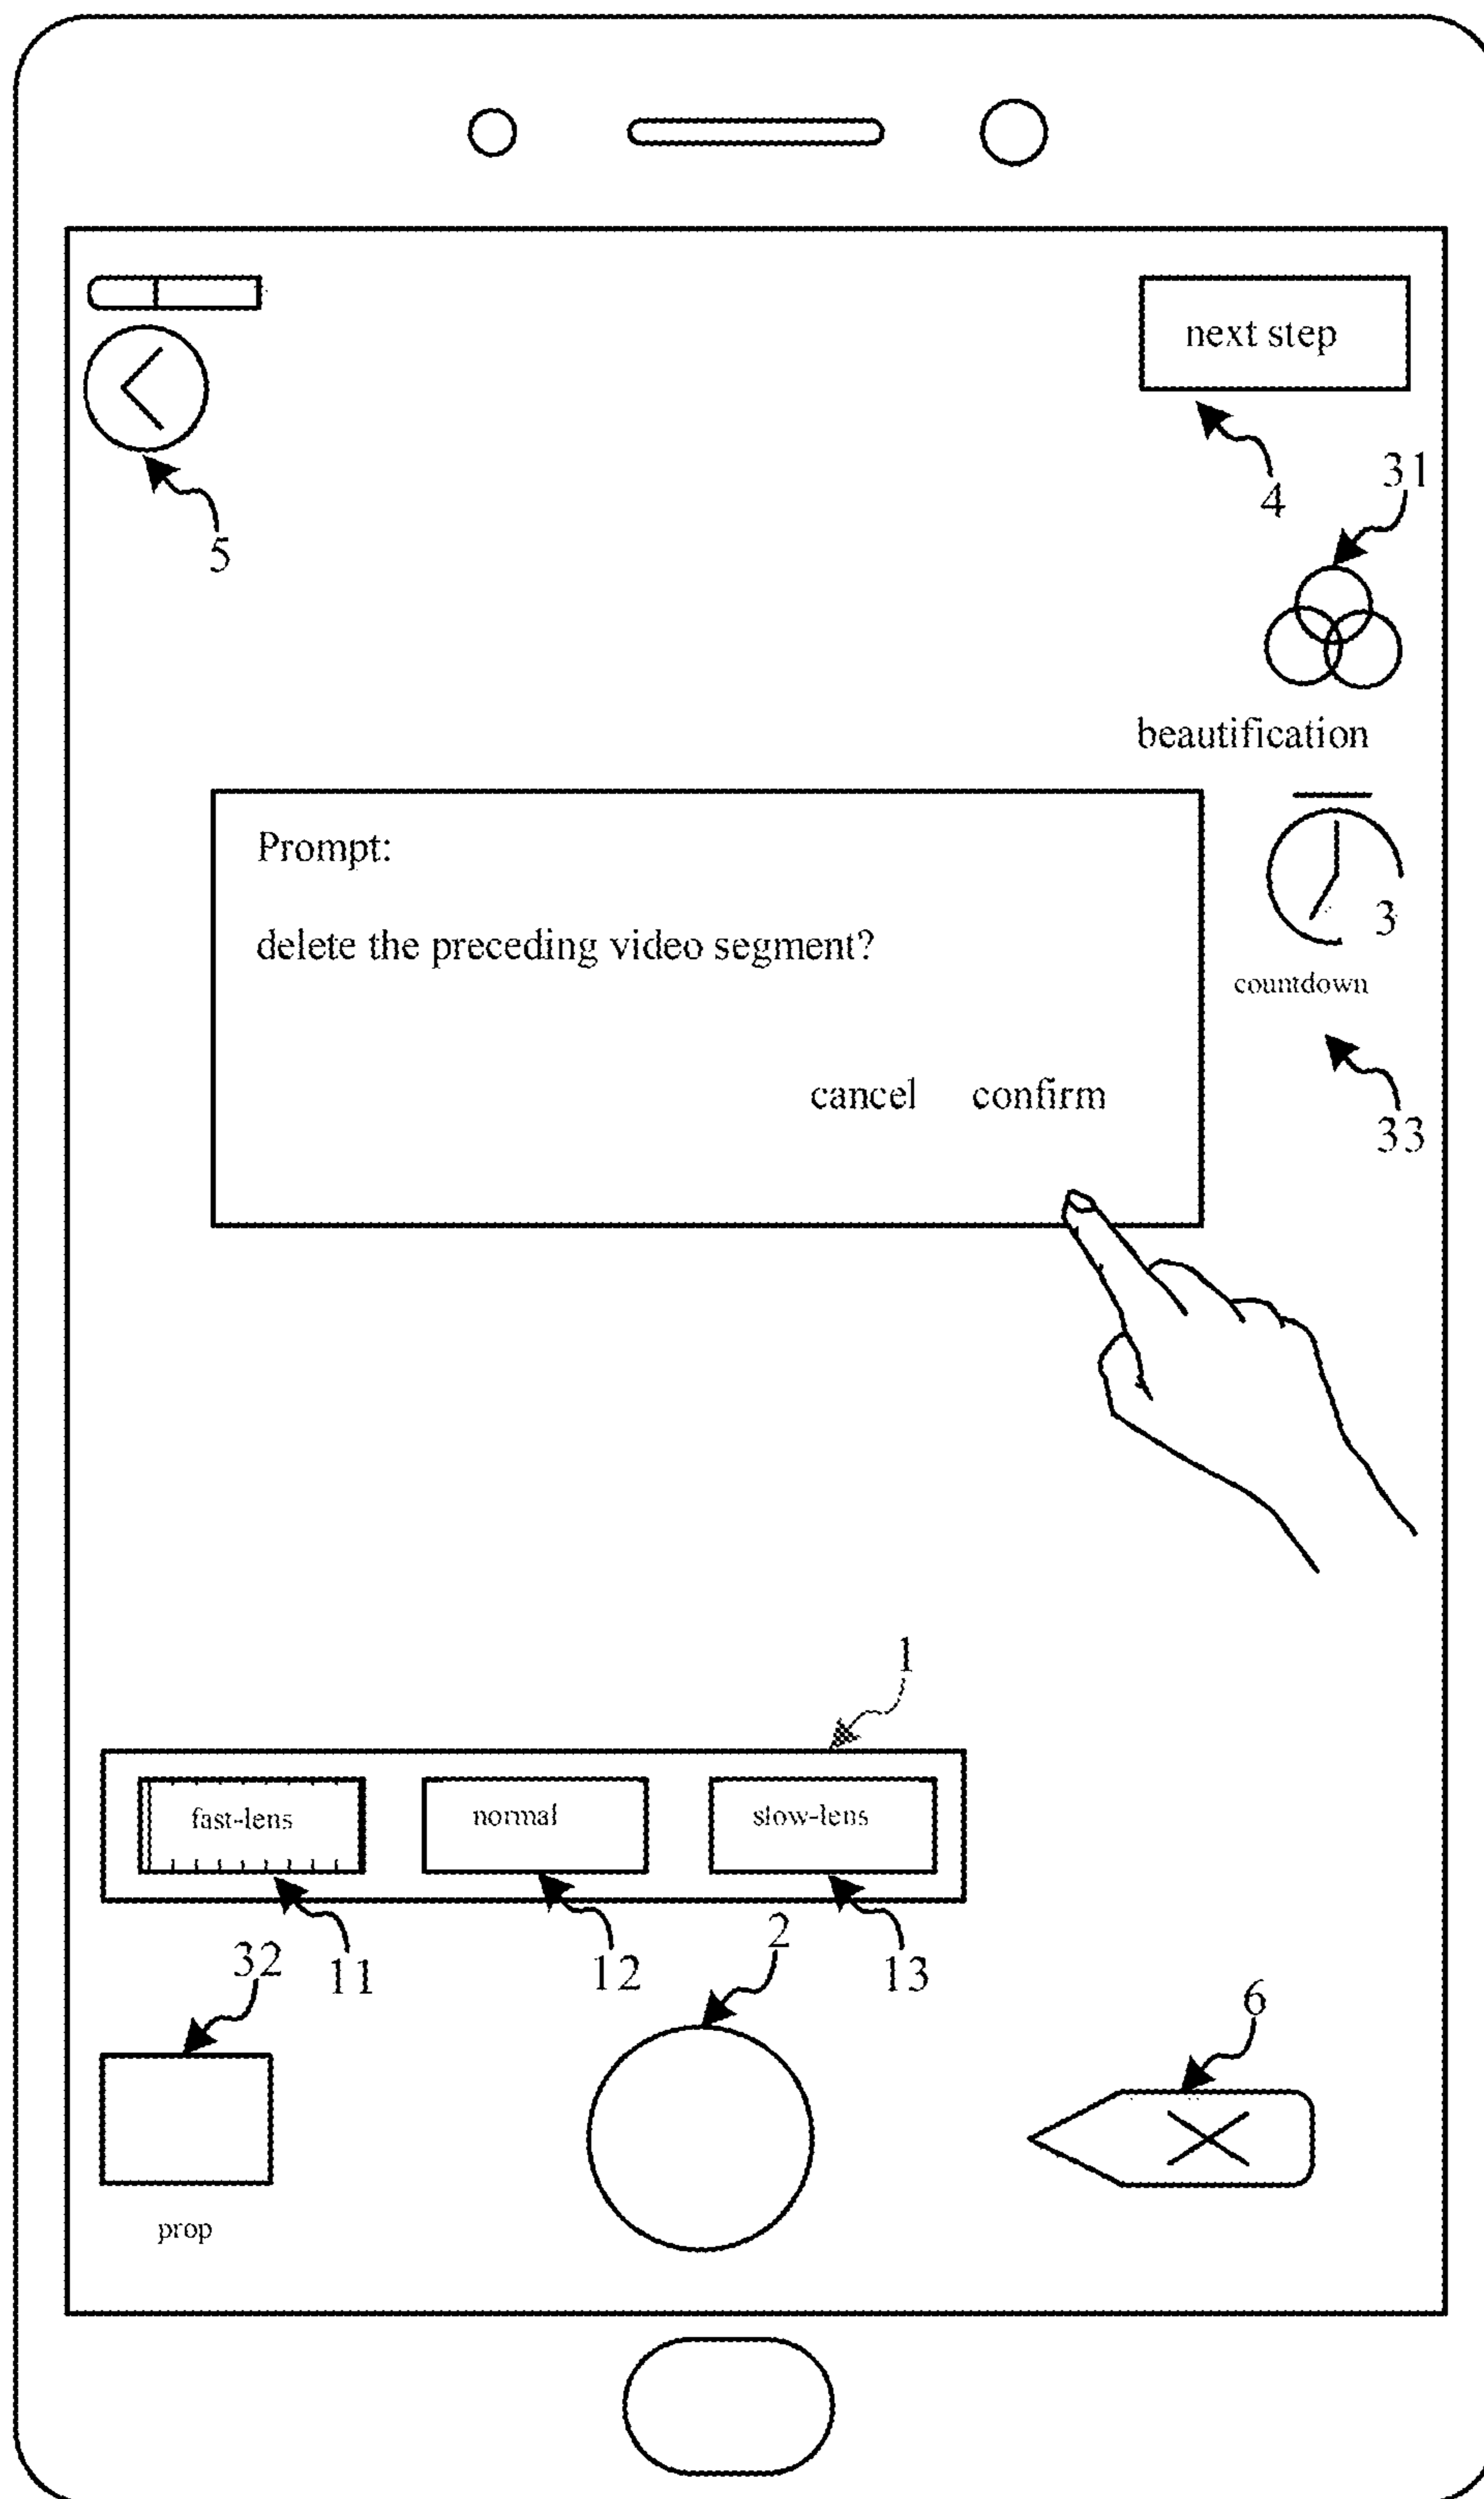 next step
4
31
5
beautification
Prompt:
delete the preceding video segment?
cancel confirm
3
countdown
33
1
fast-lens normal slow-lens
32 11 12 2 13
6
prop